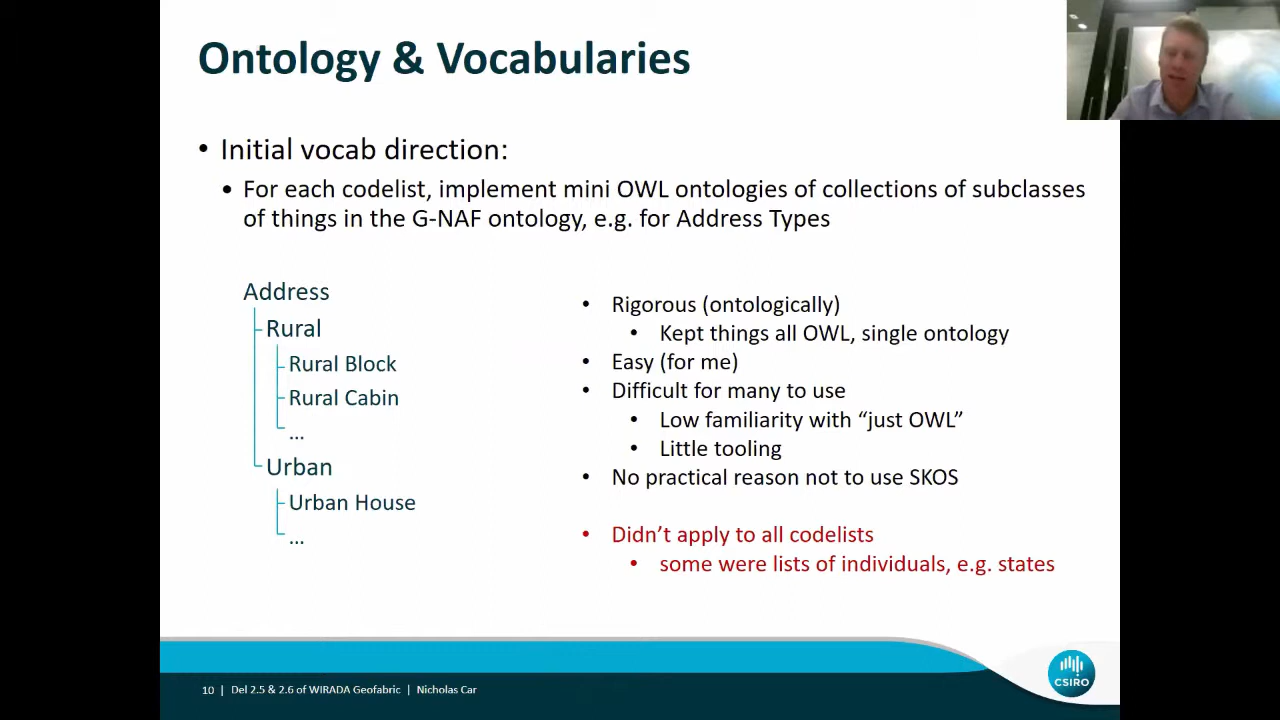 Ontology & Vocabularies
• Initial vocab direction:
• For each codelist, implement mini OWL ontologies of collections of subclasses
of things in the G-NAF ontology, e.g. for Address Types
Address
Rural
Rural Block
Rural Cabin
...
Urban
Urban House
...
• Rigorous (ontologically)
• Kept things all OWL, single ontology
• Easy (for me)
• Difficult for many to use
• Low familiarity with “just OWL”
• Little tooling
• No practical reason not to use SKOS
• Didn’t apply to all codelists
• some were lists of individuals, e.g. states
10 | Del 2.5 & 2.6 of WIRADA Geofabric | Nicholas Car
CSIRO